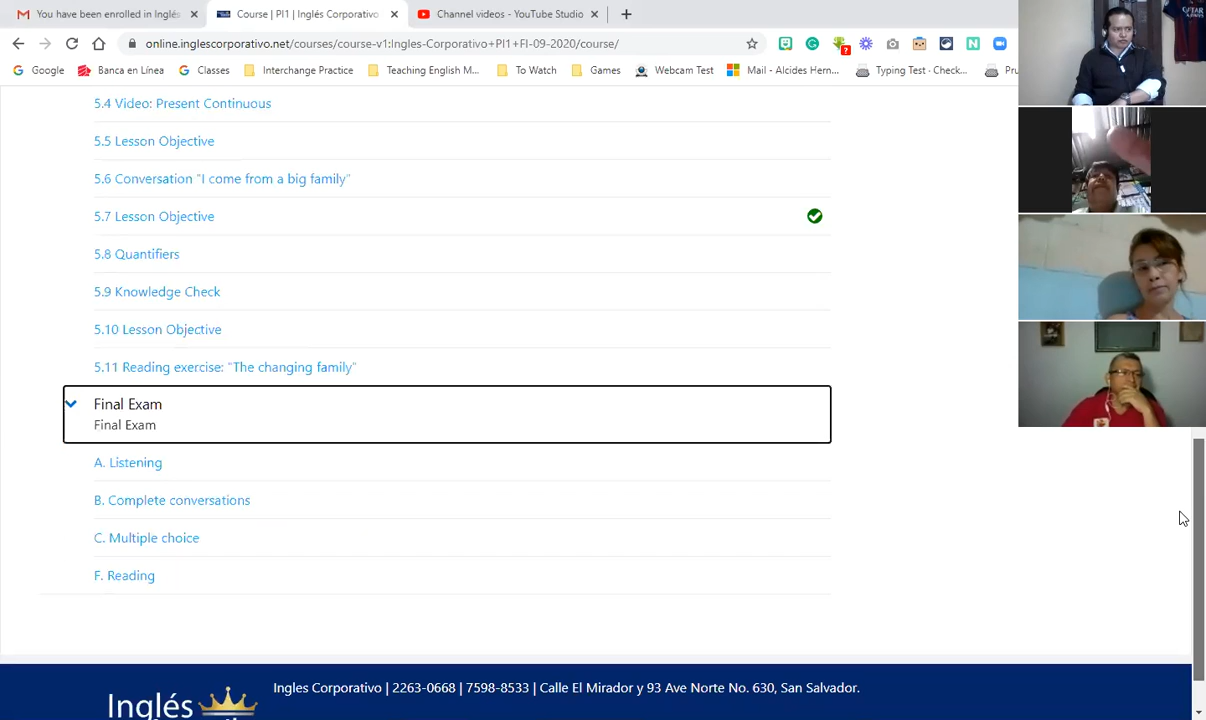 You have been enrolled in Inglés
Course | PI1 | Inglés Corporativo
Channel videos - YouTube Studio
online.inglescorporativo.net/courses/course-v1:Ingles-Corporativo+PI1+FI-09-2020/course/
Google
Banca en Línea
Classes
Interchange Practice
Teaching English M...
To Watch
Games
Webcam Test
Mail - Alcides Hern...
Typing Test · Check...
Pru
5.4 Video: Present Continuous
5.5 Lesson Objective
5.6 Conversation "I come from a big family"
5.7 Lesson Objective
5.8 Quantifiers
5.9 Knowledge Check
5.10 Lesson Objective
5.11 Reading exercise: "The changing family"
Final Exam
Final Exam
A. Listening
B. Complete conversations
C. Multiple choice
F. Reading
Ingles Corporativo | 2263-0668 | 7598-8533 | Calle El Mirador y 93 Ave Norte No. 630, San Salvador.
Inglés